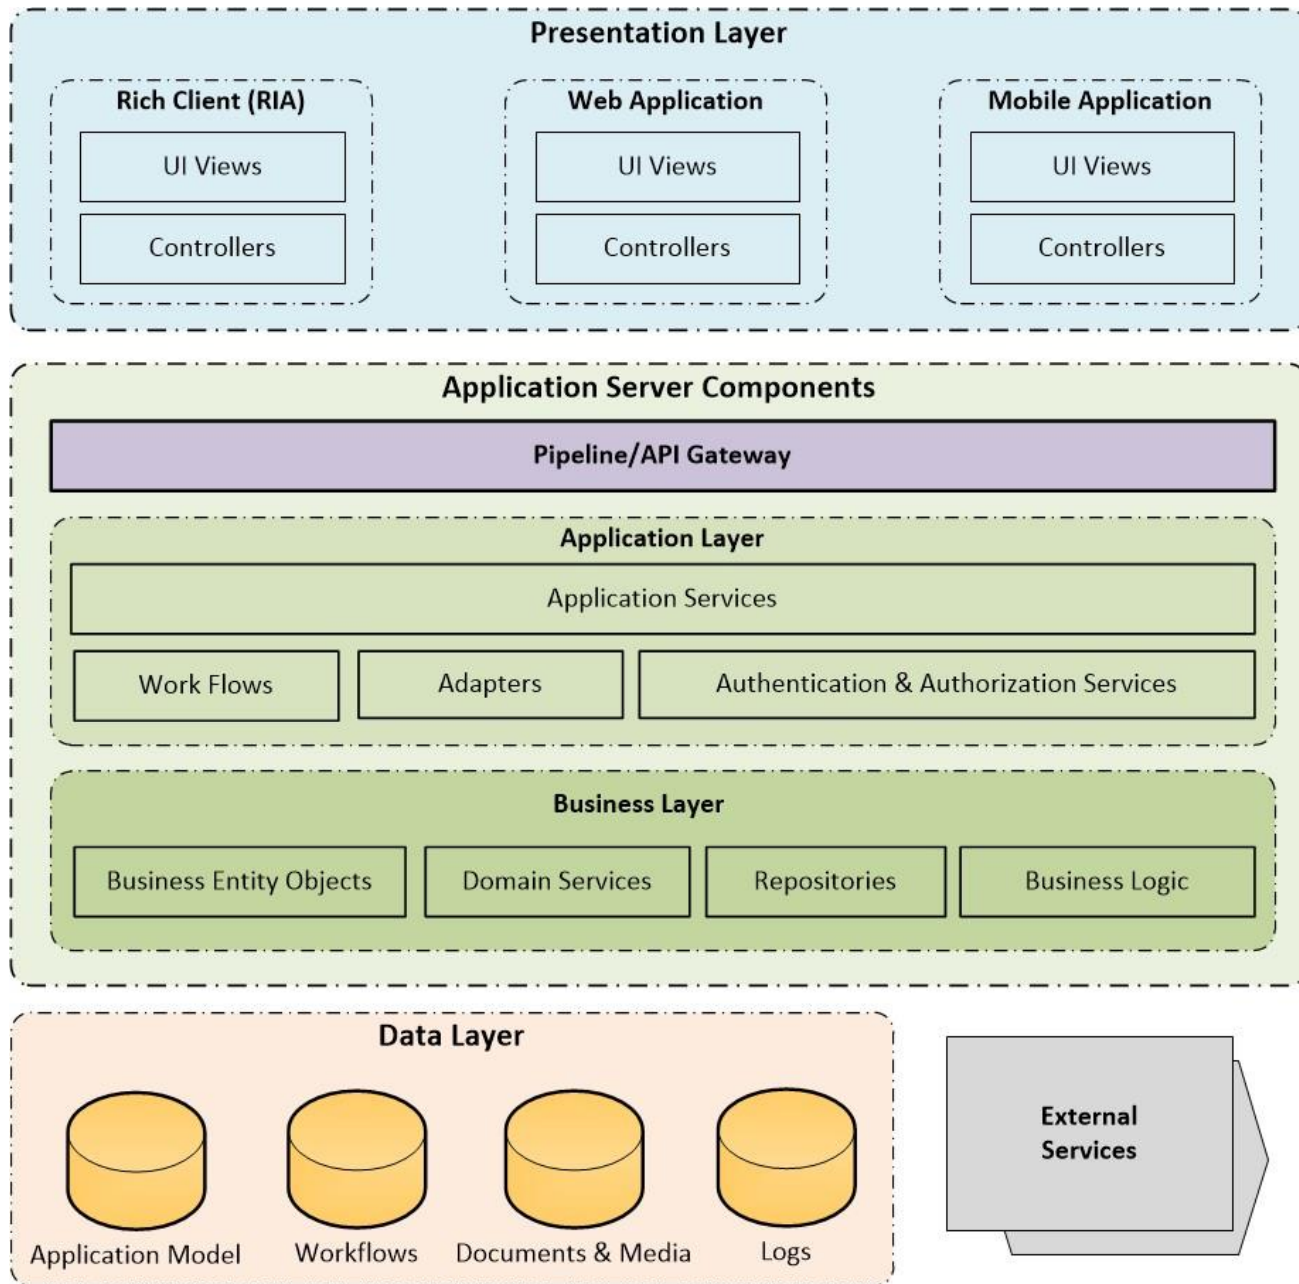 Presentation Layer
Rich Client (RIA)
UI Views
Controllers
Web Application
UI Views
Controllers
Mobile Application
UI Views
Controllers
Application Server Components
Pipeline/API Gateway
Application Layer
Application Services
Work Flows
Adapters
Authentication & Authorization Services
Business Layer
Business Entity Objects
Domain Services
Repositories
Business Logic
Data Layer
Application Model
Workflows
Documents & Media
Logs
External
Services